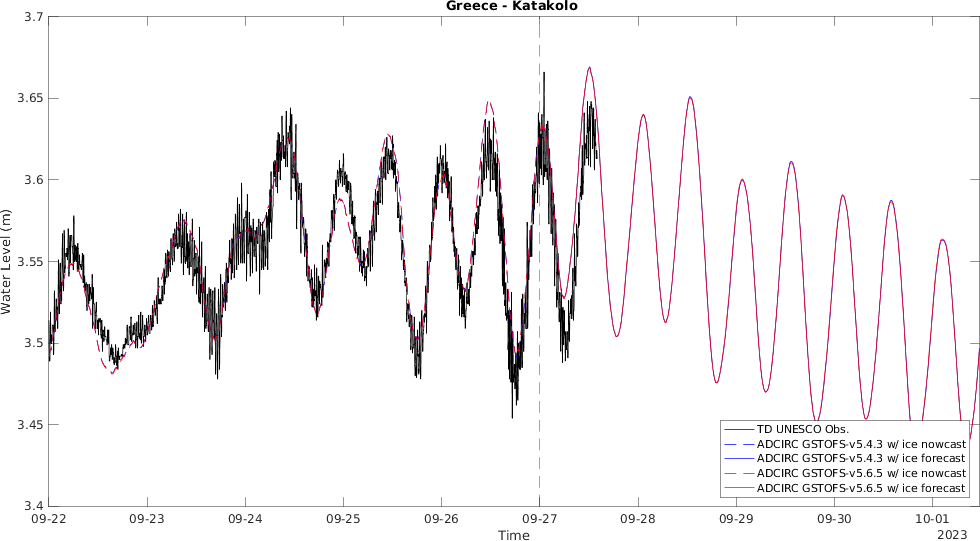 Greece - Katakolo
3.7
3.65
3.6
3.55
3.5
3.45
3.4
Water Level (m)
09-22
09-23
09-24
09-25
09-26
09-27
09-28
09-29
09-30
10-01
Time
2023
TD UNESCO Obs.
ADCIRC GSTOFS-v5.4.3 w/ ice nowcast
ADCIRC GSTOFS-v5.4.3 w/ ice forecast
ADCIRC GSTOFS-v5.6.5 w/ ice nowcast
ADCIRC GSTOFS-v5.6.5 w/ ice forecast